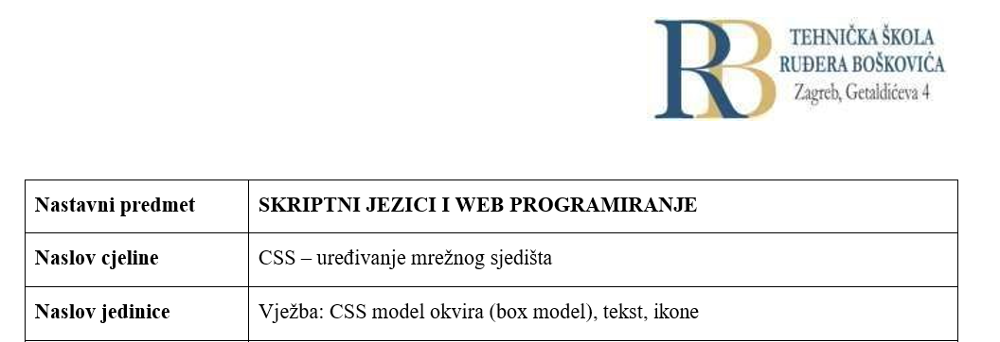 RB
TEHNIČKA ŠKOLA
RUĐERA BOŠKOVIĆA
Zagreb, Getaldićeva 4
Nastavni predmet SKRIPTNI JEZICI I WEB PROGRAMIRANJE
Naslov cjeline CSS – uređivanje mrežnog sjedišta
Naslov jedinice Vježba: CSS model okvira (box model), tekst, ikone